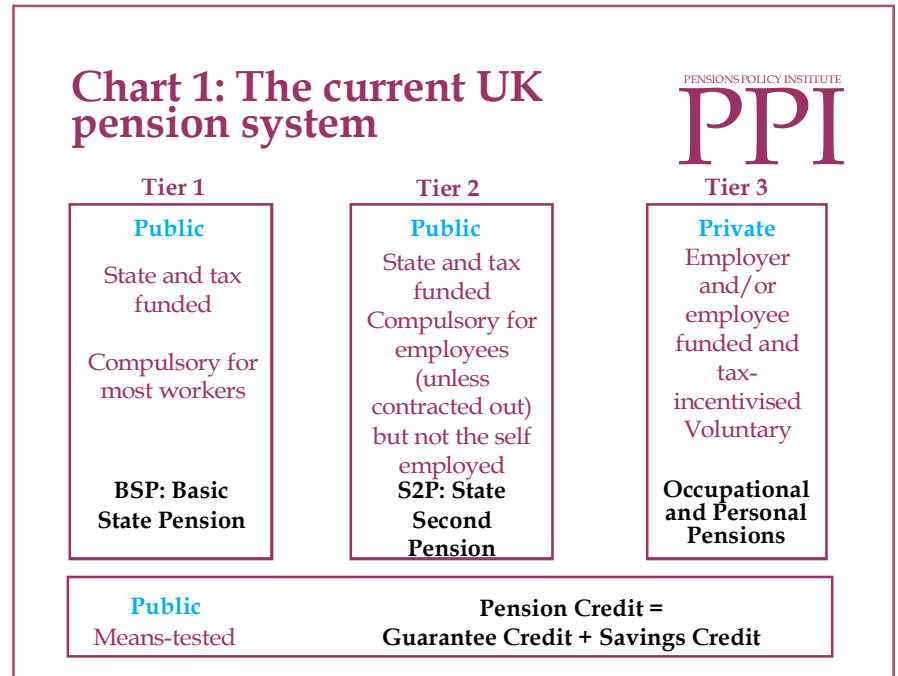 Chart 1: The current UK
pension system
PENSIONS POLICY INSTITUTE
PPI
Tier 1
Public
State and tax
funded
Compulsory for
most workers
BSP: Basic
State Pension
Tier 2
Public
State and tax
funded
Compulsory for
employees
(unless
contracted out)
but not the self
employed
S2P: State
Second
Pension
Tier 3
Private
Employer
and/or
employee
funded and
tax-
incentivised
Voluntary
Occupational
and Personal
Pensions
Public
Means-tested
Pension Credit =
Guarantee Credit + Savings Credit